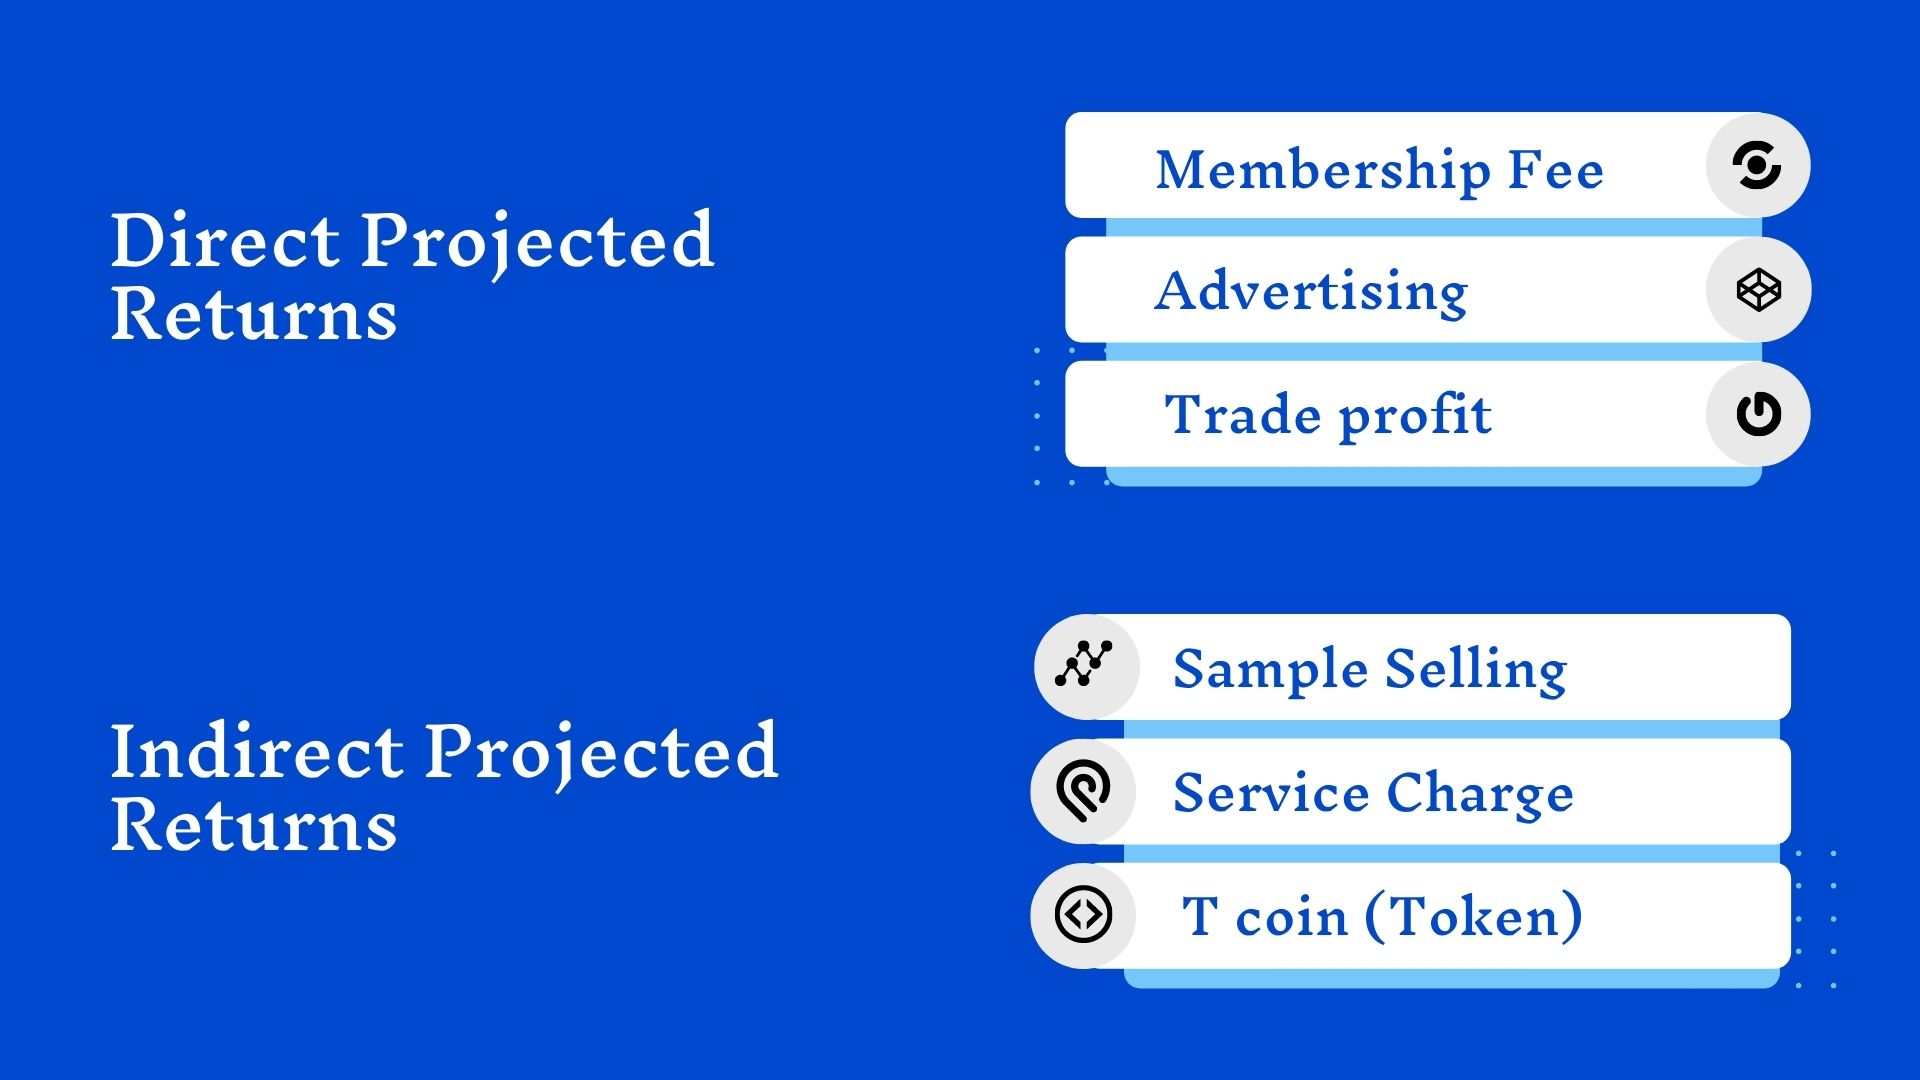 Direct Projected
Returns
Membership Fee
Advertising
Trade profit
Indirect Projected
Returns
Sample Selling
Service Charge
T coin (Token)